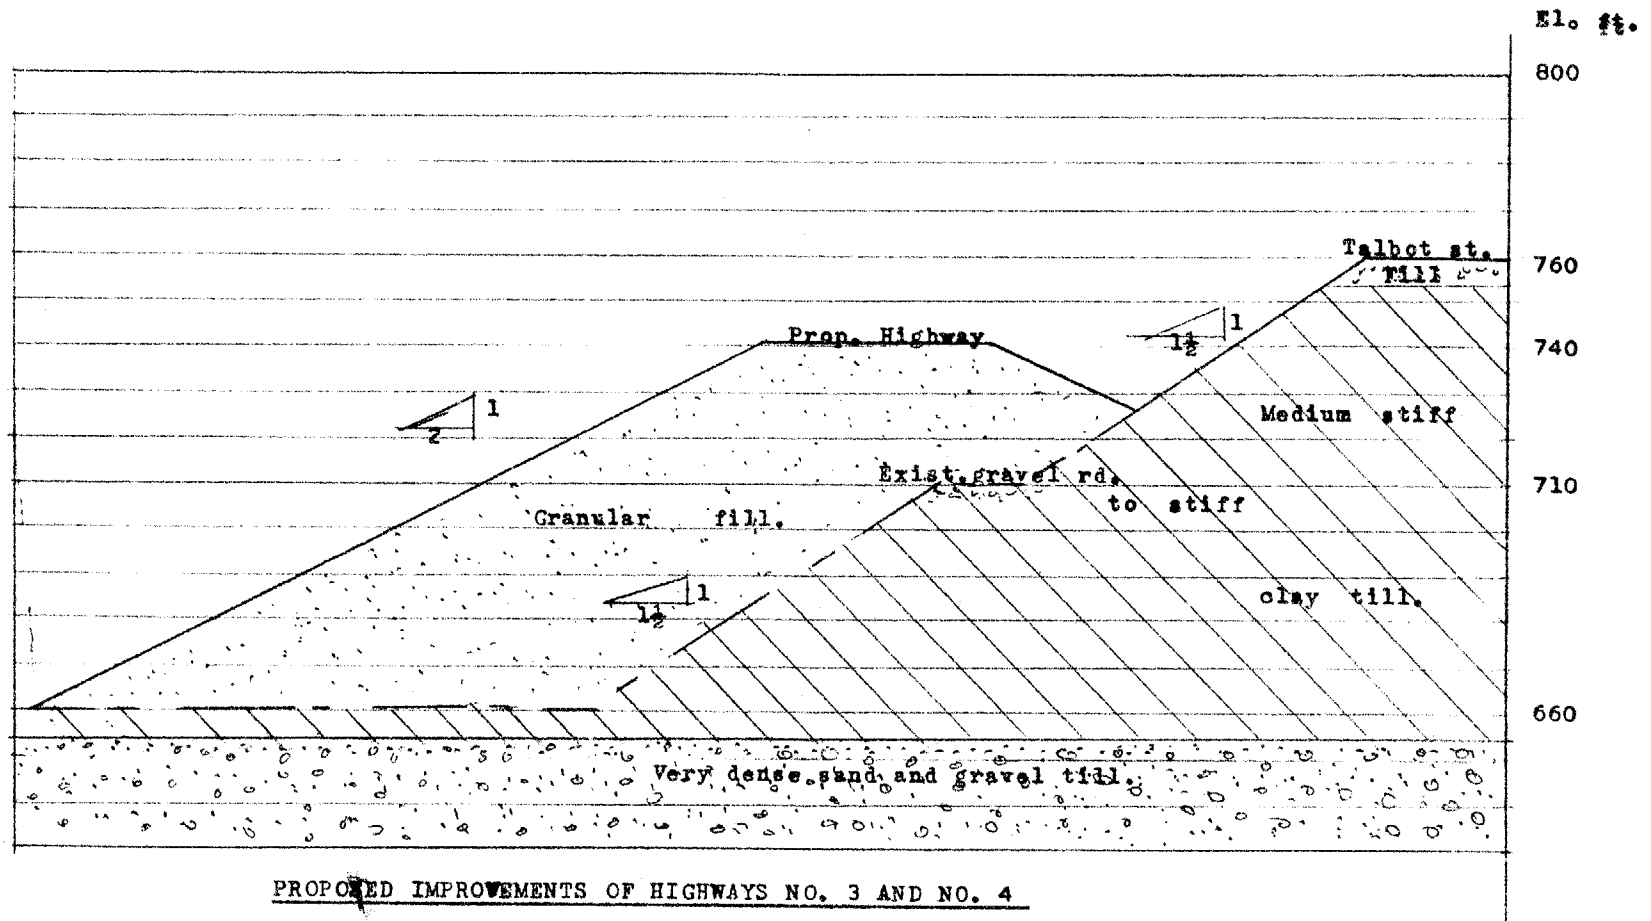 El. ft.
800
Talbot st.
760
Fill
1
1½
Prop. Highway
740
1
2
Medium stiff
Exist.gravel rd.
710
to stiff
Granular fill.
1
1½
clay till.
660
Very dense sand and gravel till.
PROPOSED IMPROVEMENTS OF HIGHWAYS NO. 3 AND NO. 4